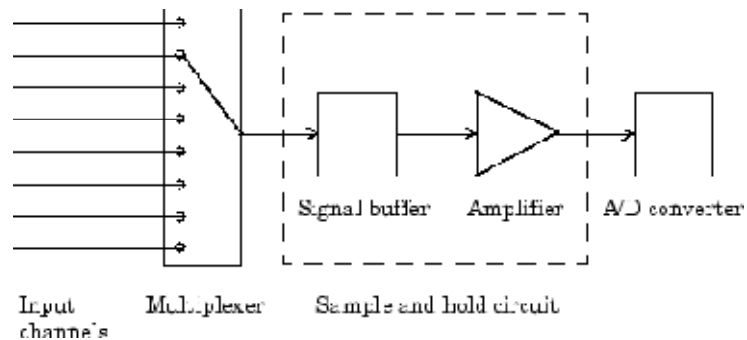 Signal buffer Amplifier A/D converter
Input Multiplexer Sample and hold circuit
channels